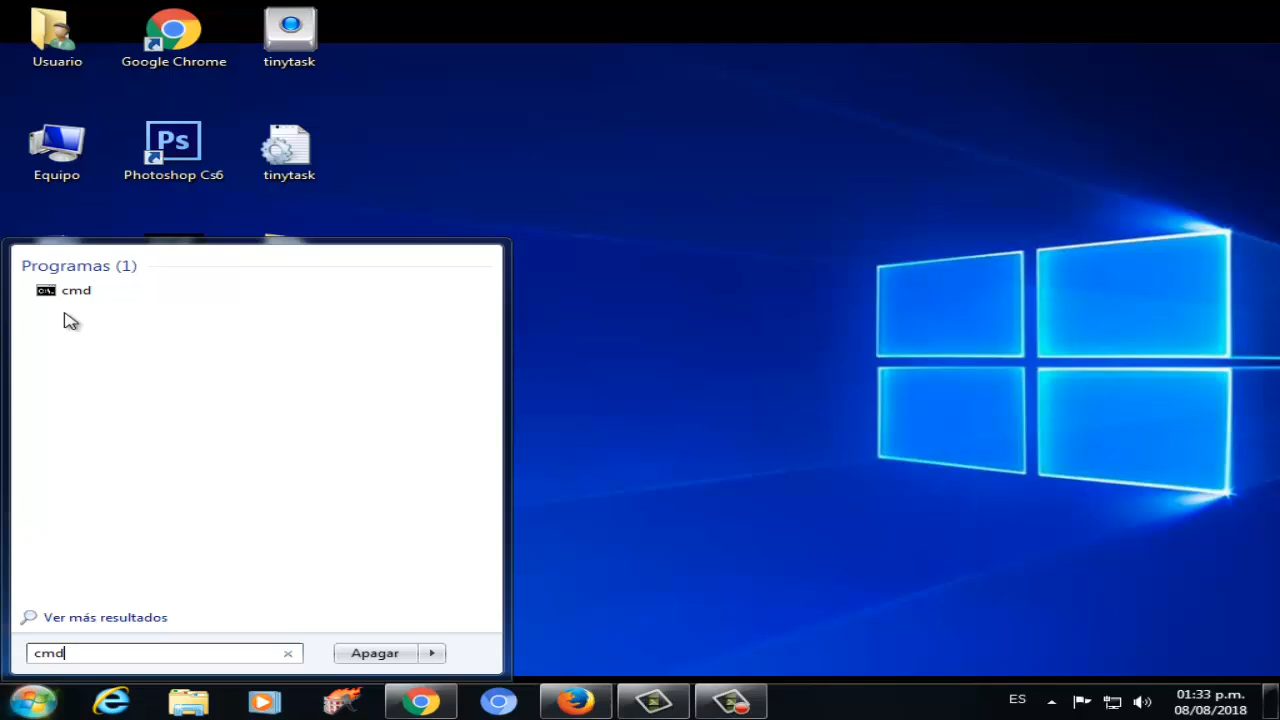 Usuario
Google Chrome
tinytask
Ps
Equipo
Photoshop Cs6
tinytask
Programas (1)
C:\. cmd
Ver más resultados
cmd
Apagar
ES
01:33 p.m.
08/08/2018